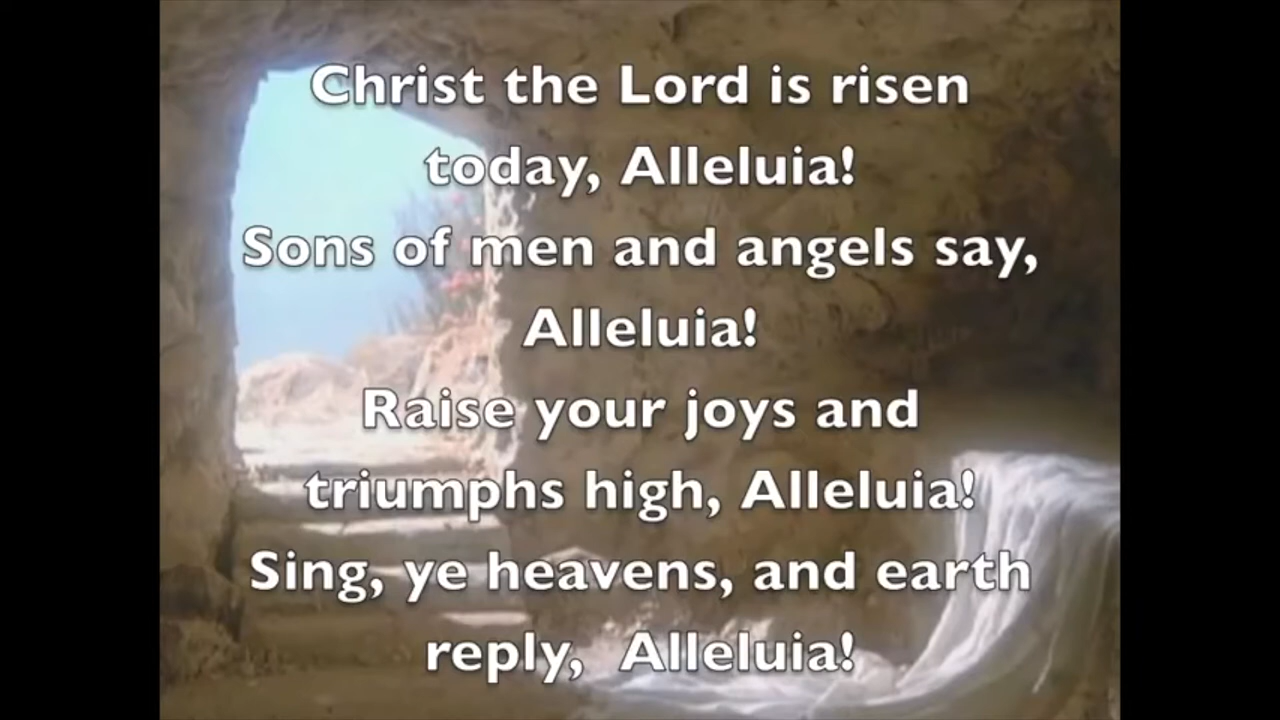 Christ the Lord is risen
today, Alleluia!
Sons of men and angels say,
Alleluia!
Raise your joys and
triumphs high, Alleluia!
Sing, ye heavens, and earth
reply, Alleluia!